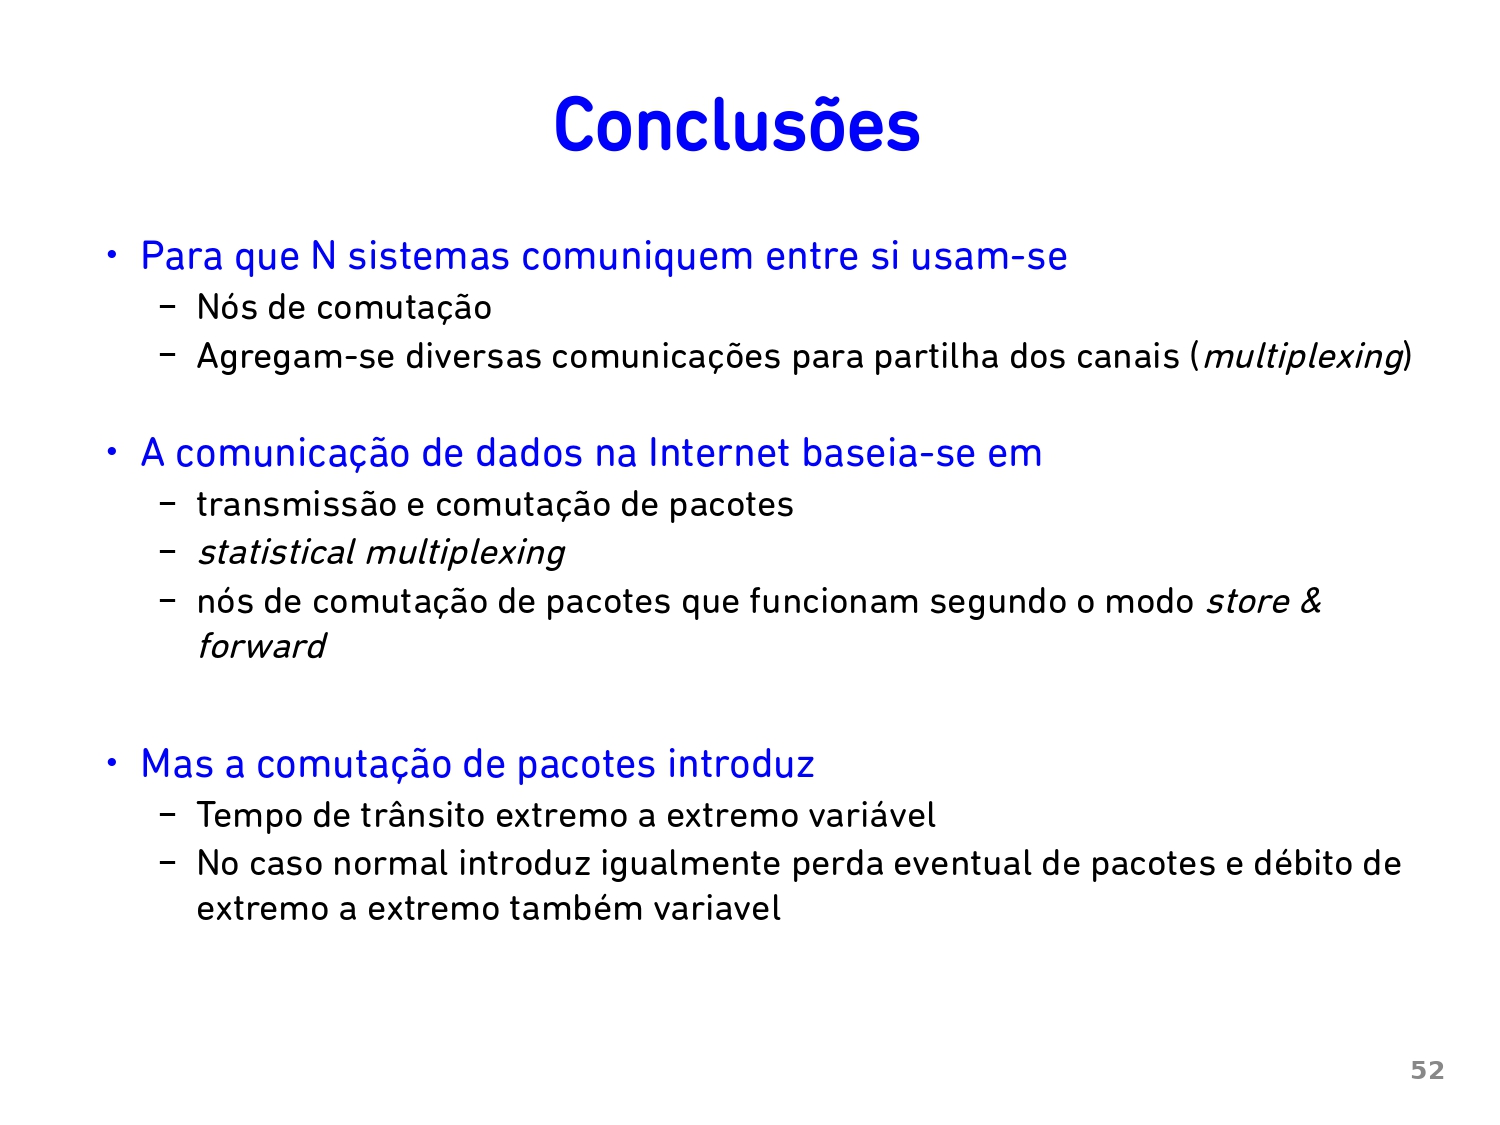 Conclusões
• Para que N sistemas comuniquem entre si usam-se
– Nós de comutação
– Agregam-se diversas comunicações para partilha dos canais (multiplexing)
• A comunicação de dados na Internet baseia-se em
– transmissão e comutação de pacotes
– statistical multiplexing
– nós de comutação de pacotes que funcionam segundo o modo store &
forward
• Mas a comutação de pacotes introduz
– Tempo de trânsito extremo a extremo variável
– No caso normal introduz igualmente perda eventual de pacotes e débito de
extremo a extremo também variavel
52